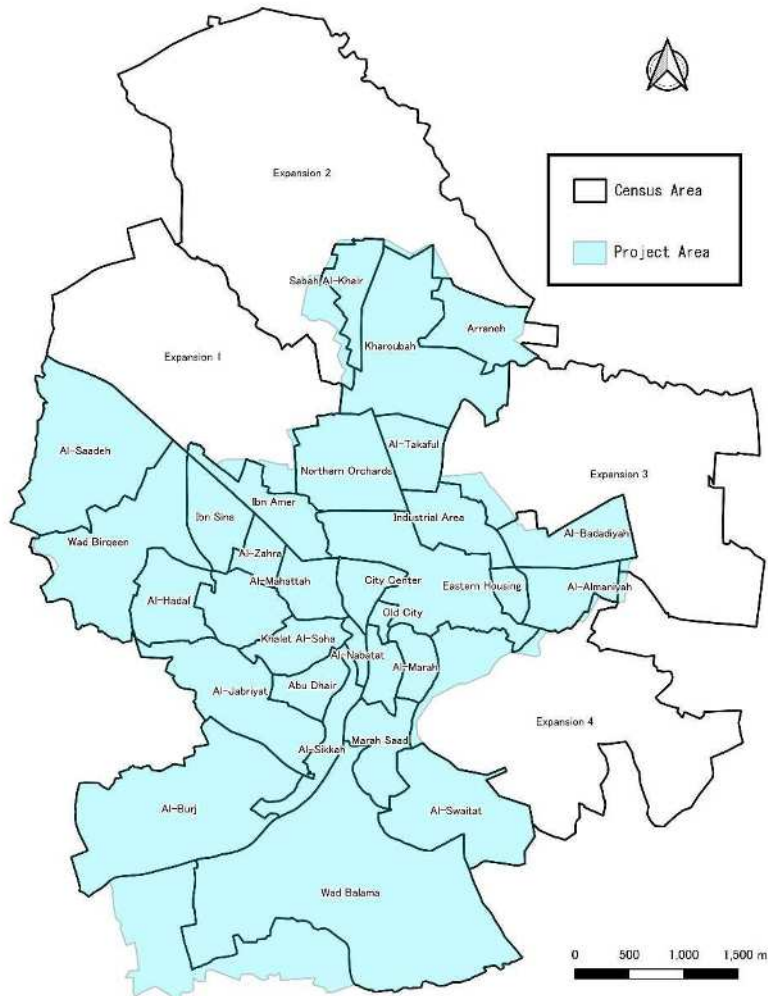 Expansion 2
Census Area
Project Area
Sabah Al-Khair
Arraneh
Kharoubah
Expansion 1
Al-Takaful
Al-Saadeh
Northern Orchards
Expansion 3
Ibn Amer
Ibn Sina
Industrial Area
Al-Badadiyah
Wad Birqeen
Al-Zahra
Al-Mahattah
City Center
Eastern Housing
Al-Almaniyah
Al-Hadaf
Old City
Khalet Al-Soha
Al-Nabatat
Al-Marah
Abu Dhair
Al-Jabriyat
Expansion 4
Marah Saad
Al-Sikkah
Al-Burj
Al-Swaitat
Wad Balama
0 500 1,000 1,500 m